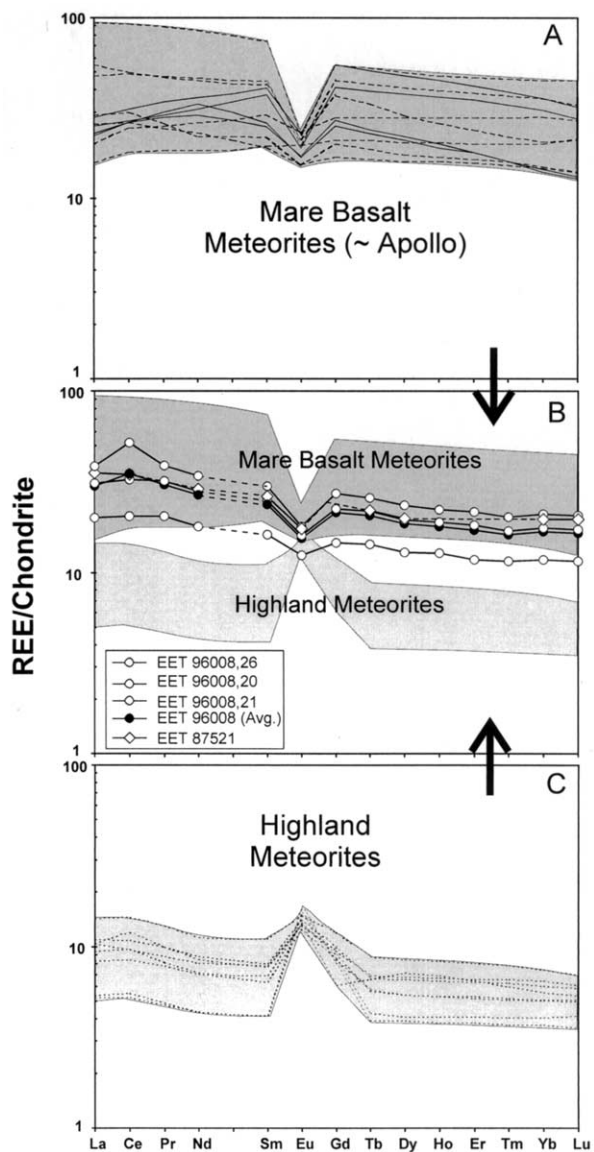 100
A
10
Mare Basalt
Meteorites (~ Apollo)
1
100
B
Mare Basalt Meteorites
10
Highland Meteorites
EET 96008,26
EET 96008,20
EET 96008,21
EET 96008 (Avg.)
EET 87521
1
REE/Chondrite
100
C
Highland
Meteorites
10
1
La Ce Pr Nd Sm Eu Gd Tb Dy Ho Er Tm Yb Lu